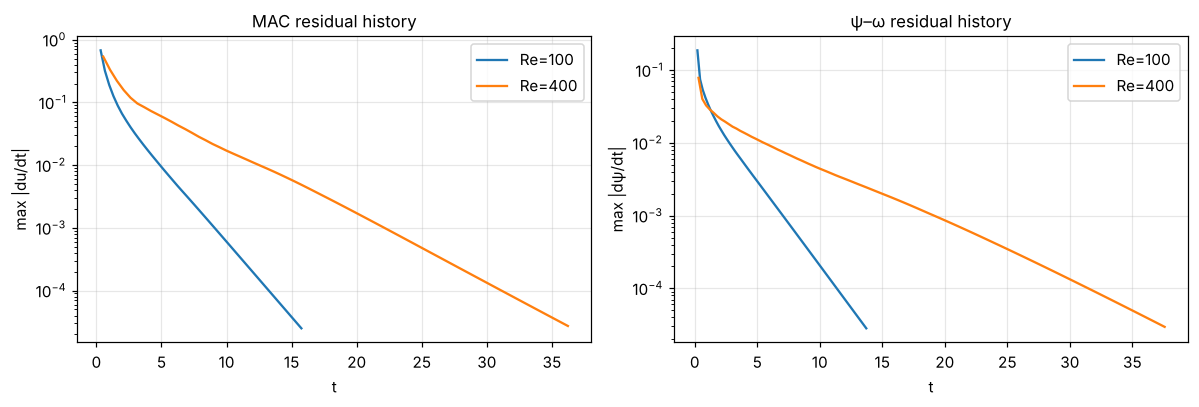 MAC residual history
max |du/dt|
10⁰
10⁻¹
10⁻²
10⁻³
10⁻⁴
Re=100
Re=400
0 5 10 15 20 25 30 35
t
ψ–ω residual history
max |dψ/dt|
10⁻¹
10⁻²
10⁻³
10⁻⁴
Re=100
Re=400
0 5 10 15 20 25 30 35
t